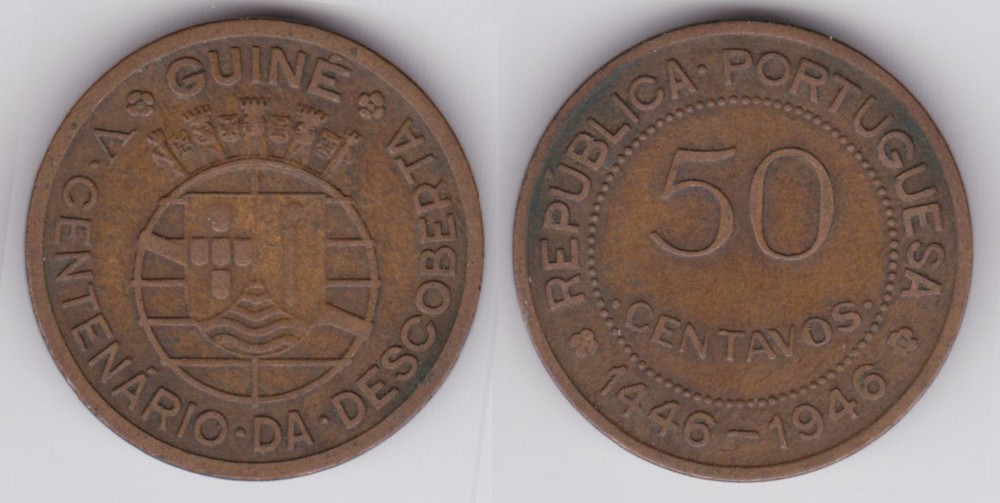 GUINÉ
V · CENTENÁRIO · DA · DESCOBERTA
REPÚBLICA · PORTUGUESA
50
· CENTAVOS ·
1446-1946